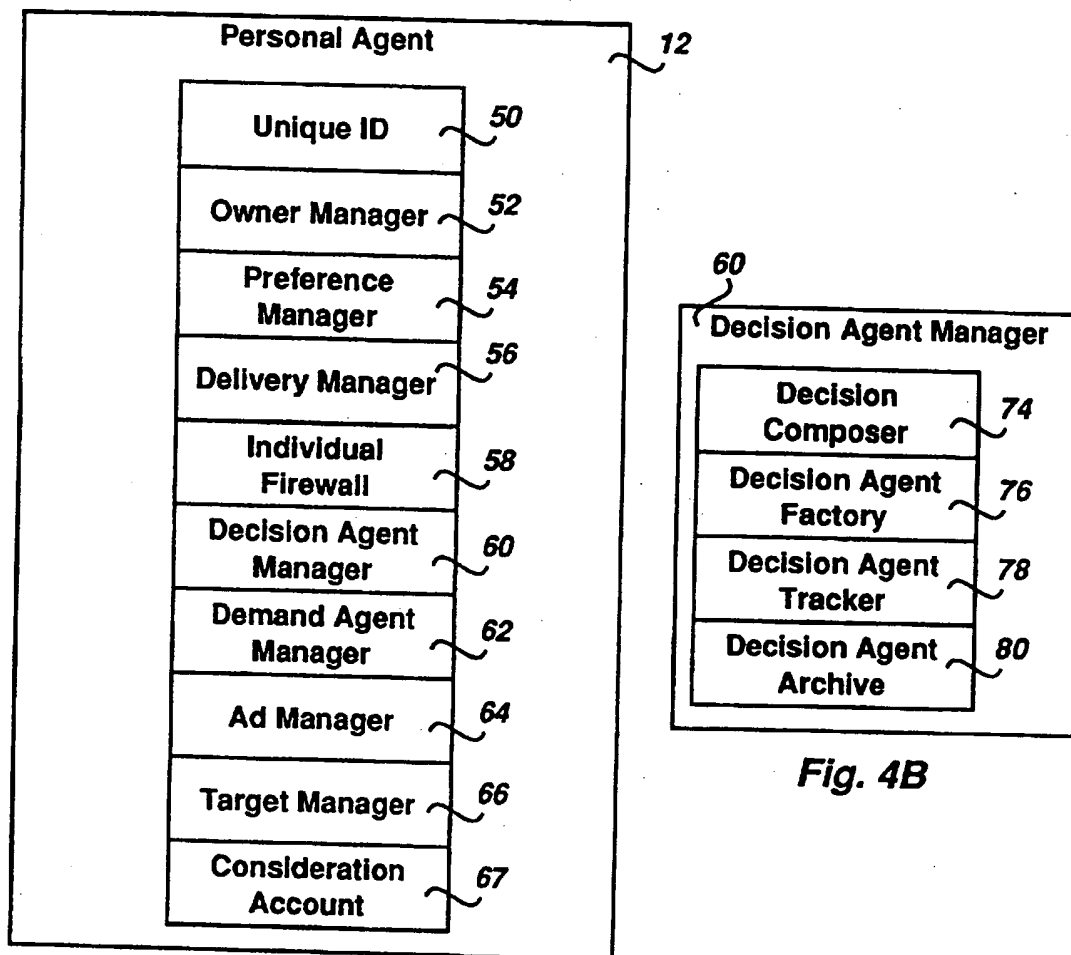 Personal Agent
12
Unique ID
50
Owner Manager
52
Preference
Manager
54
Delivery Manager
56
Individual
Firewall
58
Decision Agent
Manager
60
Demand Agent
Manager
62
Ad Manager
64
Target Manager
66
Consideration
Account
67
60
Decision Agent Manager
Decision
Composer
74
Decision Agent
Factory
76
Decision Agent
Tracker
78
Decision Agent
Archive
80
Fig. 4B